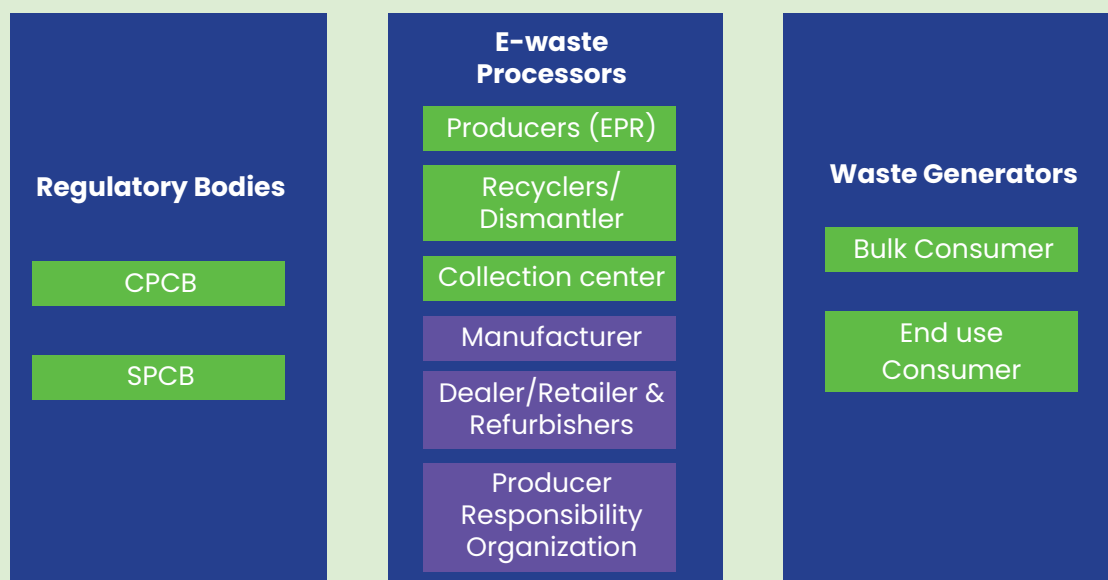 Regulatory Bodies
CPCB
SPCB
E-waste
Processors
Producers (EPR)
Recyclers/
Dismantler
Collection center
Manufacturer
Dealer/Retailer &
Refurbishers
Producer
Responsibility
Organization
Waste Generators
Bulk Consumer
End use
Consumer